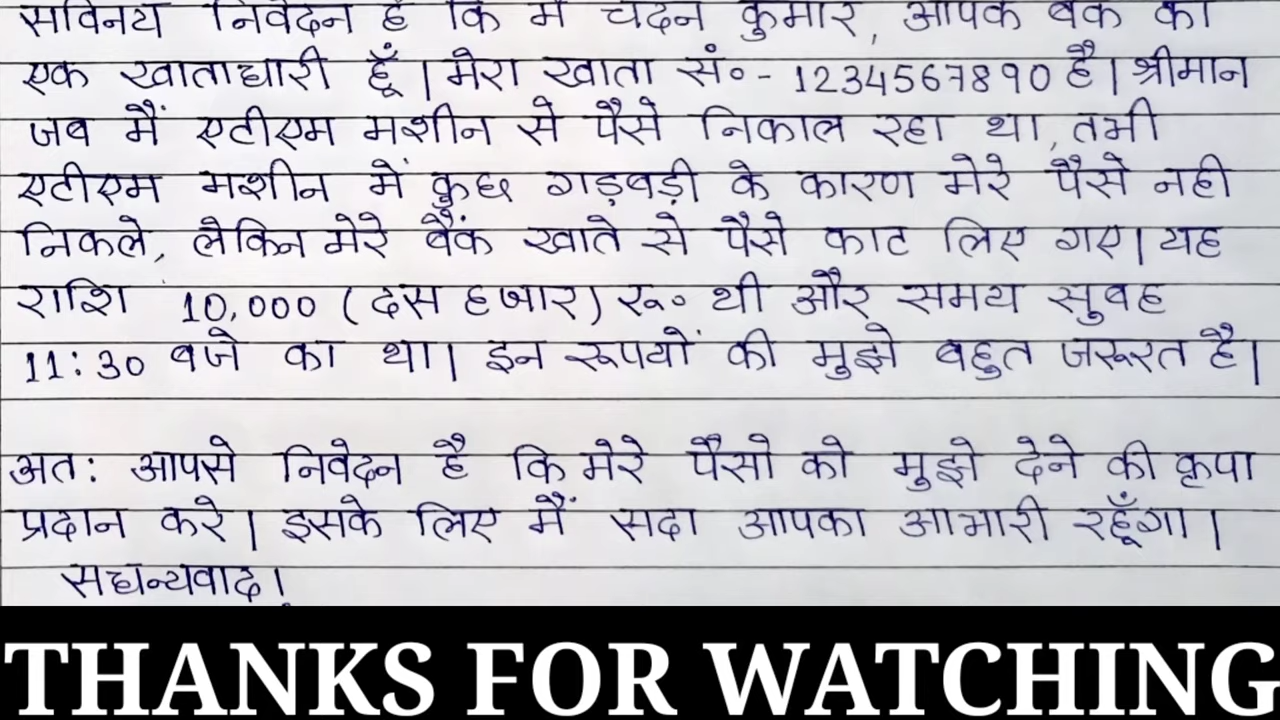 सविनय निवेदन है कि मैं चंदन कुमार, आपके बैंक का
एक खाताधारी हूँ। मेरा खाता सं०- 1234567890 है। श्रीमान
जब मैं एटीएम मशीन से पैसे निकाल रहा था, तभी
एटीएम मशीन में कुछ गड़बड़ी के कारण मेरे पैसे नही
निकले, लेकिन मेरे बैंक खाते से पैसे काट लिए गए। यह
राशि 10,000 (दस हजार) रू० थी और समय सुबह
11:30 बजे का था। इन रूपयों की मुझे बहुत जरूरत है।
अत: आपसे निवेदन है कि मेरे पैसो को मुझे देने की कृपा
प्रदान करे। इसके लिए मैं सदा आपका आभारी रहूँगा।
सधन्यवाद!
THANKS FOR WATCHING